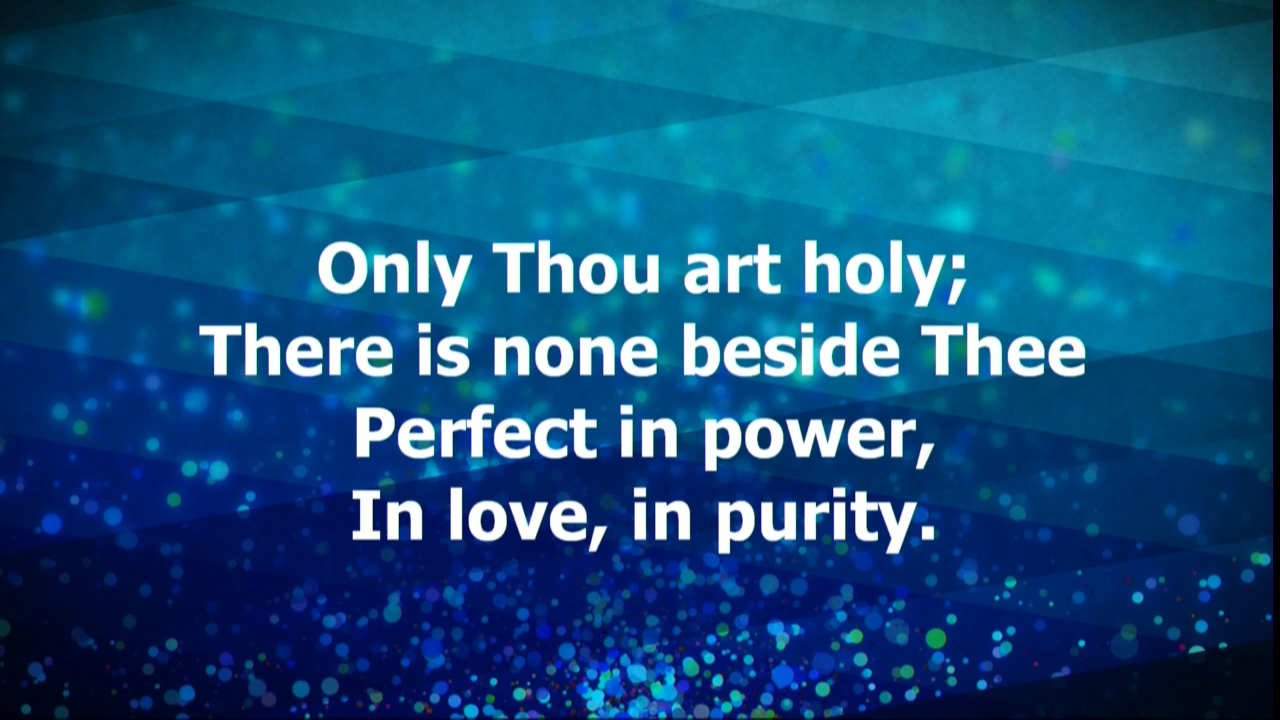 Only Thou art holy;
There is none beside Thee
Perfect in power,
In love, in purity.